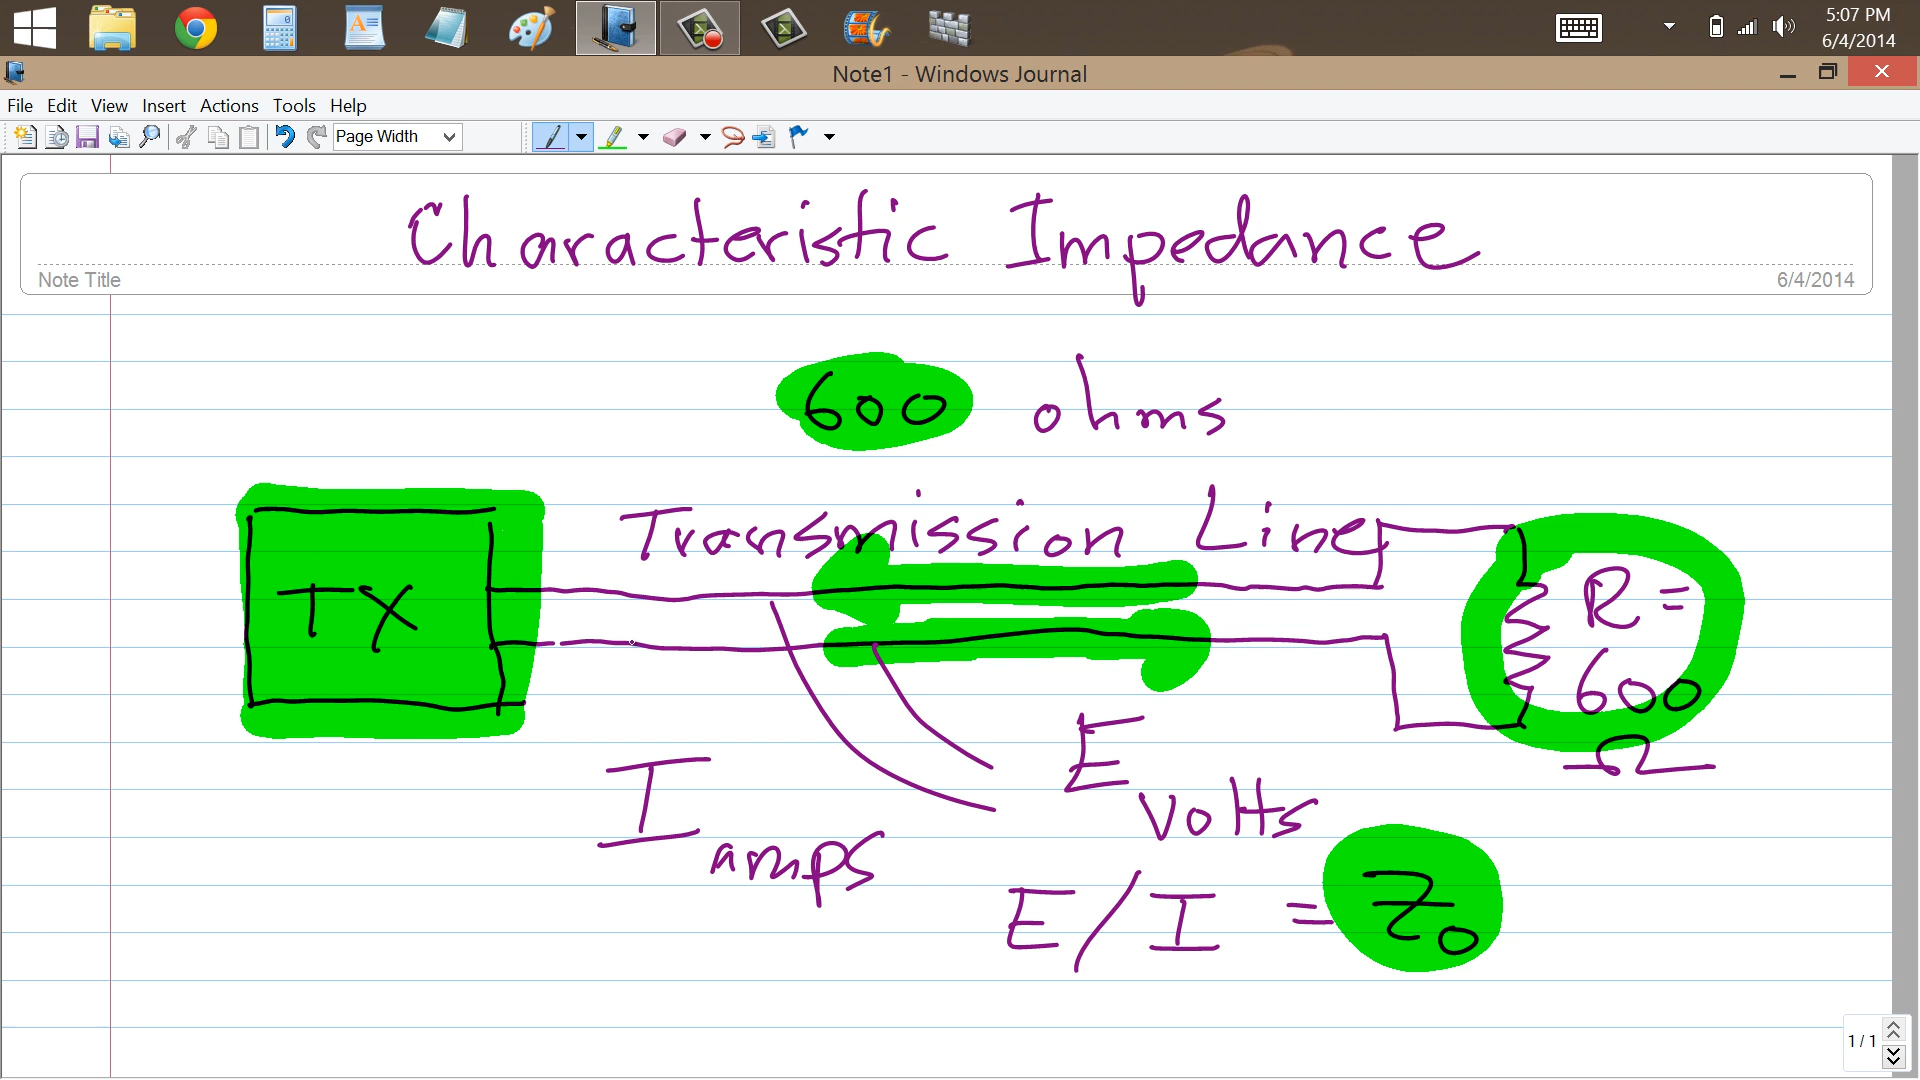 5:07 PM
6/4/2014
Note1 - Windows Journal
File Edit View Insert Actions Tools Help
Page Width
Characteristic Impedance
Note Title
6/4/2014
600 ohms
Transmission Line
TX
R =
600
Ω
E
volts
I
amps
E/I = Z0
1 / 1